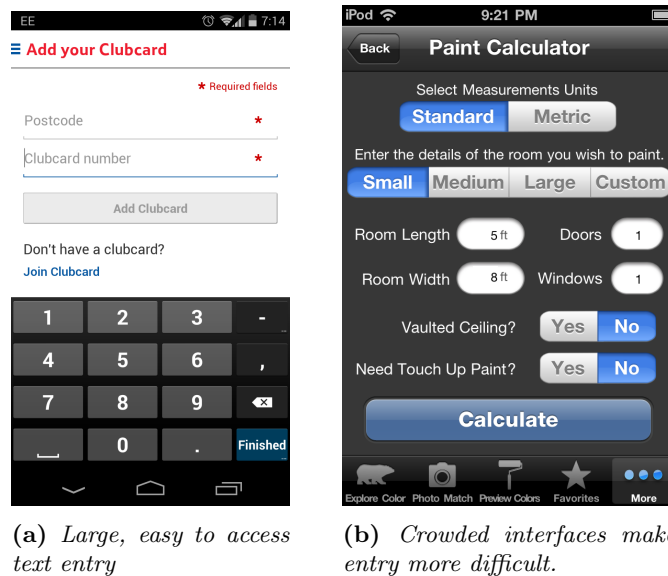 EE 7:14
Add your Clubcard
* Required fields
Postcode *
Clubcard number *
Add Clubcard
Don't have a clubcard?
Join Clubcard
1 2 3 -
4 5 6 ,
7 8 9
0 . Finished
(a) Large, easy to access
text entry
iPod 9:21 PM
Back Paint Calculator
Select Measurements Units
Standard Metric
Enter the details of the room you wish to paint.
Small Medium Large Custom
Room Length 5 ft Doors 1
Room Width 8 ft Windows 1
Vaulted Ceiling? Yes No
Need Touch Up Paint? Yes No
Calculate
Explore Color Photo Match Preview Colors Favorites More
(b) Crowded interfaces make
entry more difficult.